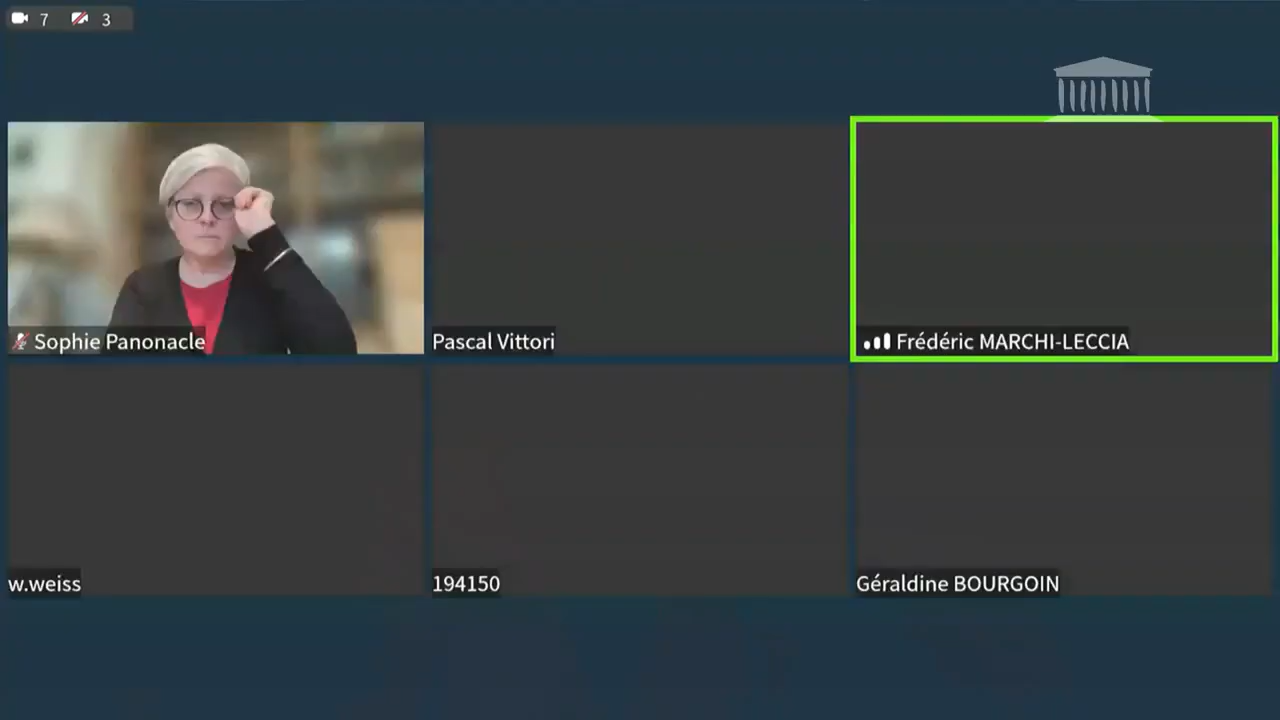 7 3
Sophie Panonacle
Pascal Vittori
Frédéric MARCHI-LECCIA
w.weiss
194150
Géraldine BOURGOIN